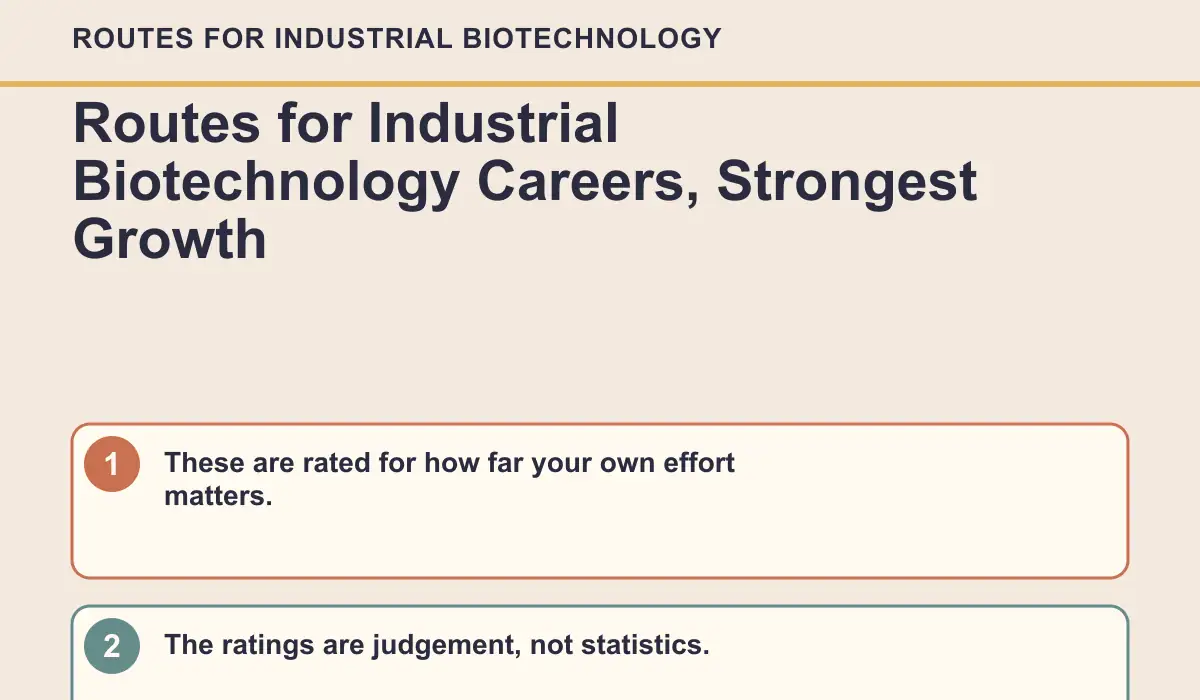 ROUTES FOR INDUSTRIAL BIOTECHNOLOGY
Routes for Industrial
Biotechnology Careers, Strongest
Growth
1
These are rated for how far your own effort
matters.
2
The ratings are judgement, not statistics.